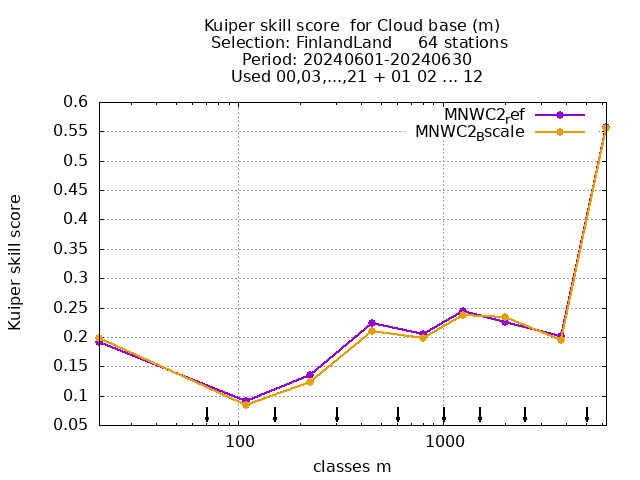 Kuiper skill score  for Cloud base (m)
Selection: FinlandLand     64 stations
Period: 20240601-20240630
Used 00,03,...,21 + 01 02 ... 12
MNWC2ref
MNWC2Bscale
0.6
0.55
0.5
0.45
0.4
0.35
0.3
0.25
0.2
0.15
0.1
0.05
Kuiper skill score
100
1000
classes m